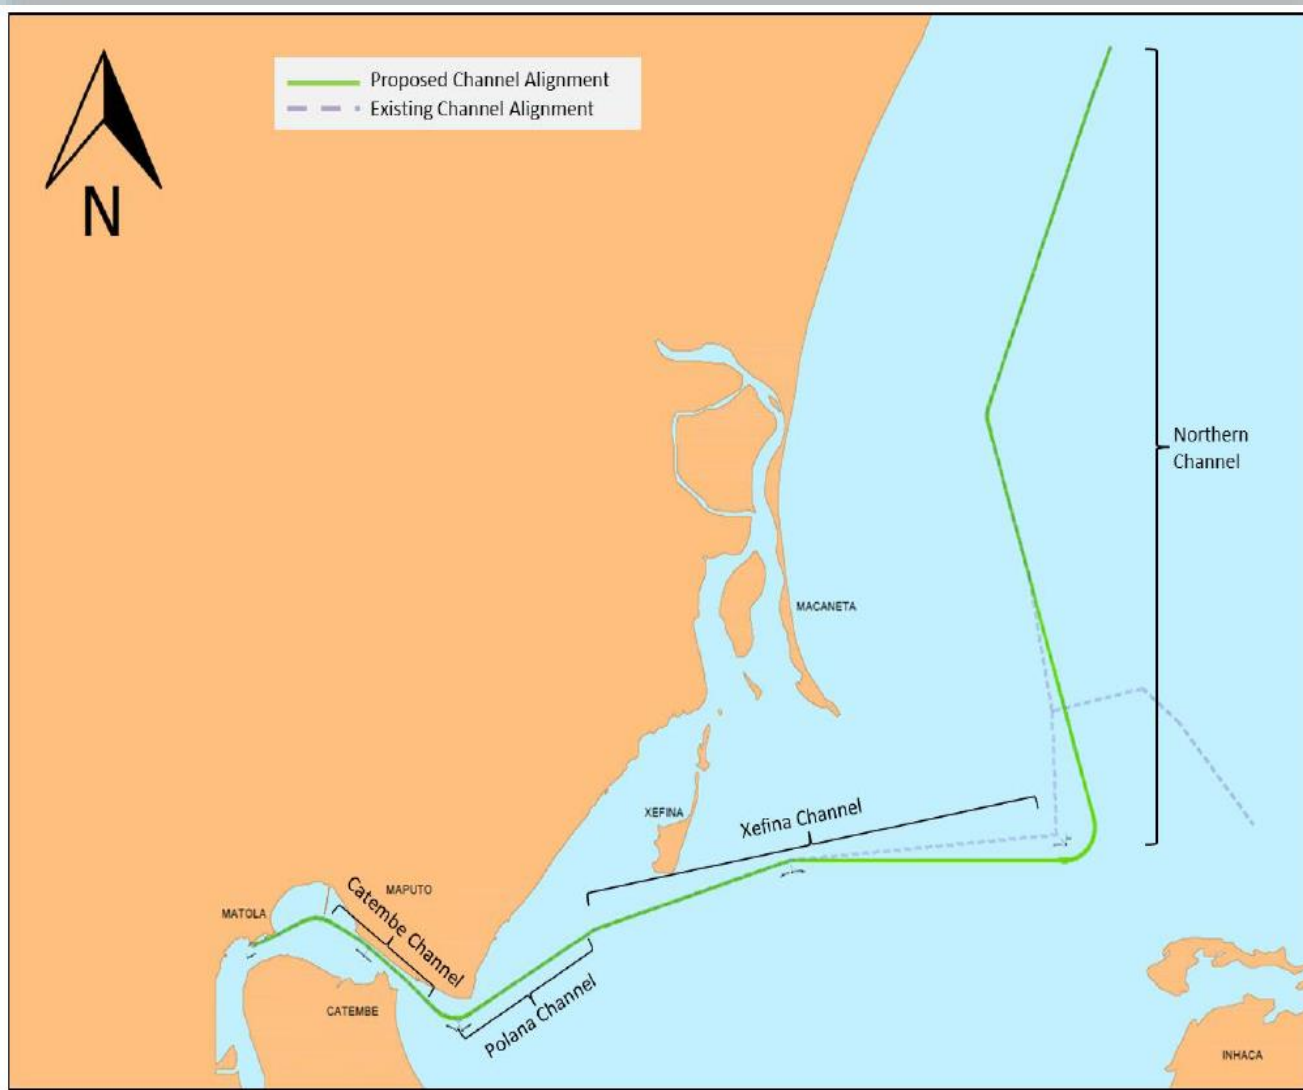 Proposed Channel Alignment
Existing Channel Alignment
N
Northern
Channel
MACANETA
Xefina Channel
XEFINA
MAPUTO
Catembe Channel
MATOLA
CATEMBE
Polana Channel
INHACA